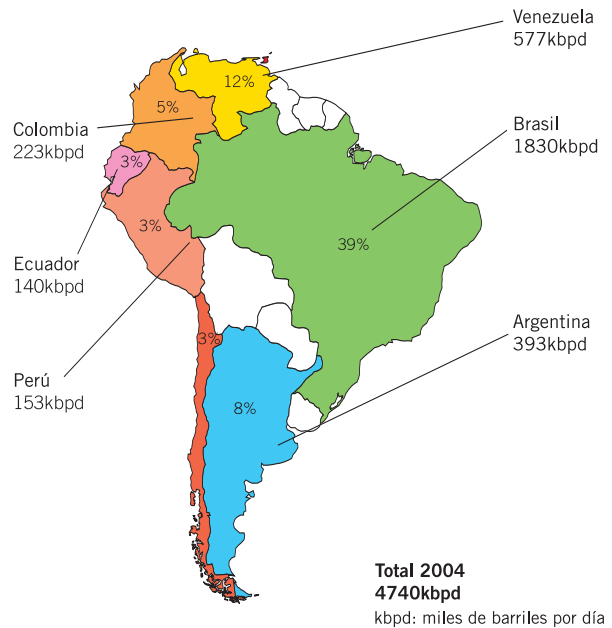 Venezuela
577kbpd
12%
5%
Colombia
223kbpd
Brasil
1830kbpd
3%
3%
39%
Ecuador
140kbpd
Argentina
393kbpd
3%
Perú
153kbpd
8%
Total 2004
4740kbpd
kbpd: miles de barriles por día